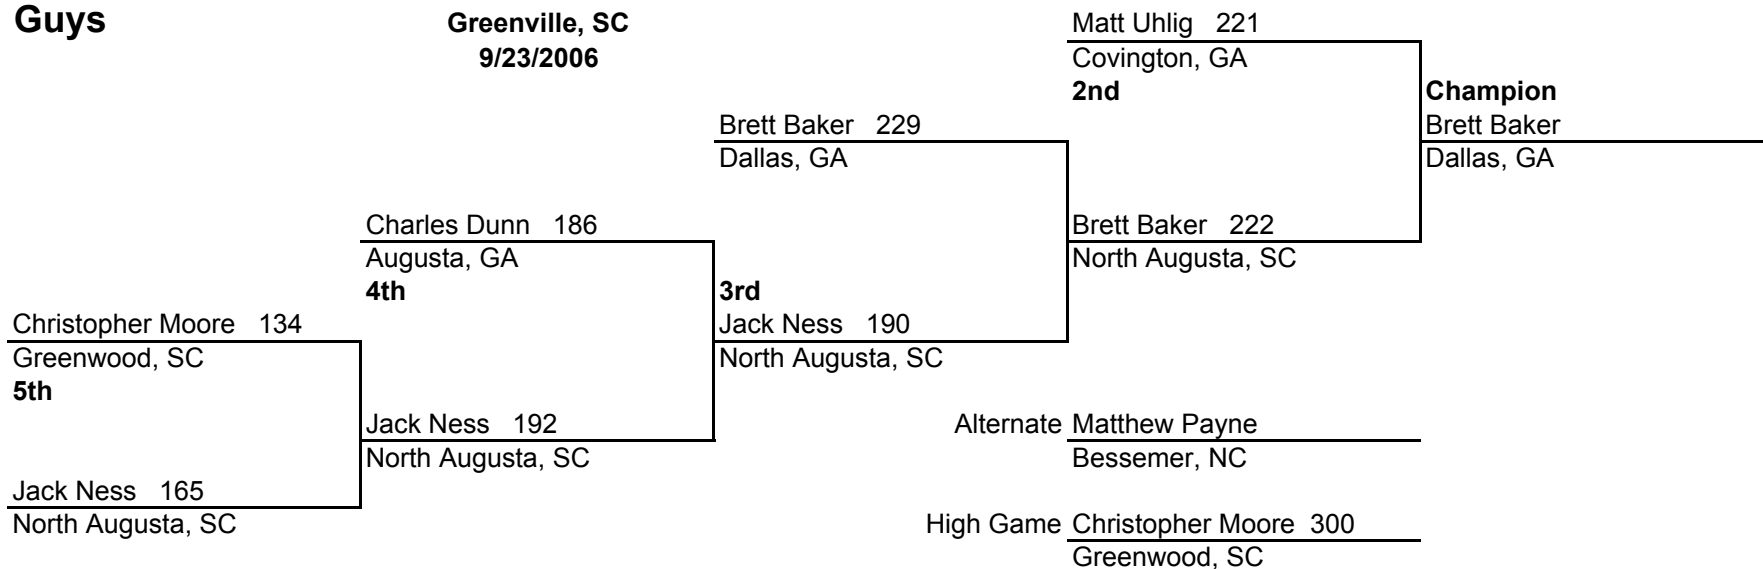 Guys
Greenville, SC
9/23/2006
Matt Uhlig 221
Covington, GA
2nd
Champion
Brett Baker
Dallas, GA
Brett Baker 229
Dallas, GA
Charles Dunn 186
Augusta, GA
4th
Brett Baker 222
North Augusta, SC
3rd
Jack Ness 190
North Augusta, SC
Christopher Moore 134
Greenwood, SC
5th
Jack Ness 192
North Augusta, SC
Jack Ness 165
North Augusta, SC
Alternate Matthew Payne
Bessemer, NC
High Game Christopher Moore 300
Greenwood, SC